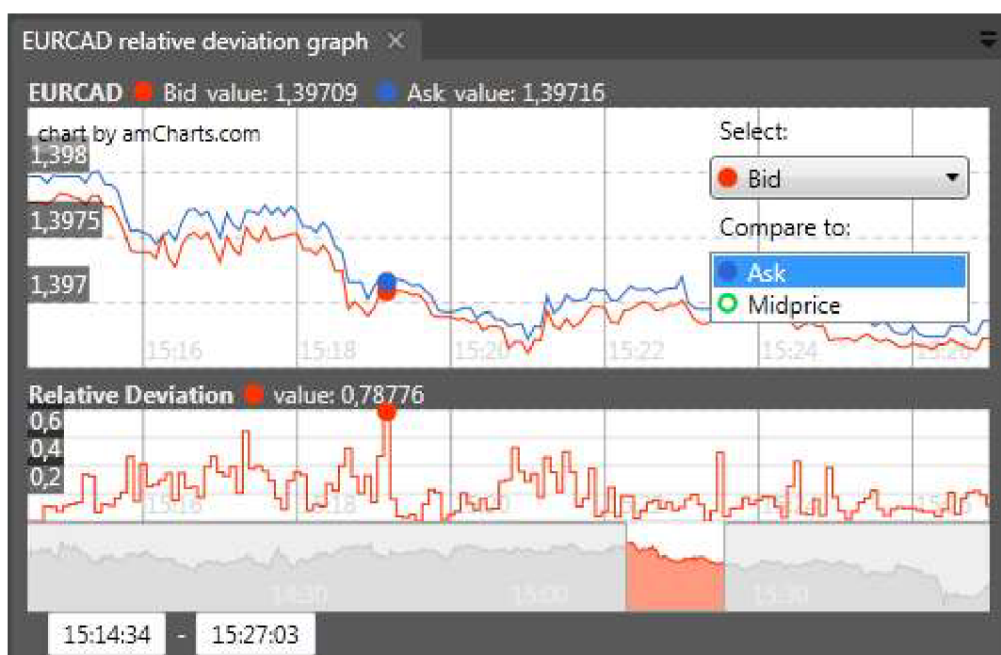 EURCAD relative deviation graph ×
EURCAD Bid value: 1,39709 Ask value: 1,39716
chart by amCharts.com
Select:
1,398
Bid
1,3975
Compare to:
Ask
1,397
Midprice
15:16 15:18 15:20 15:22 15:24 15:26
Relative Deviation value: 0,78776
0,6
0,4
0,2
15:16 15:18
15:00 15:30
15:14:34 - 15:27:03